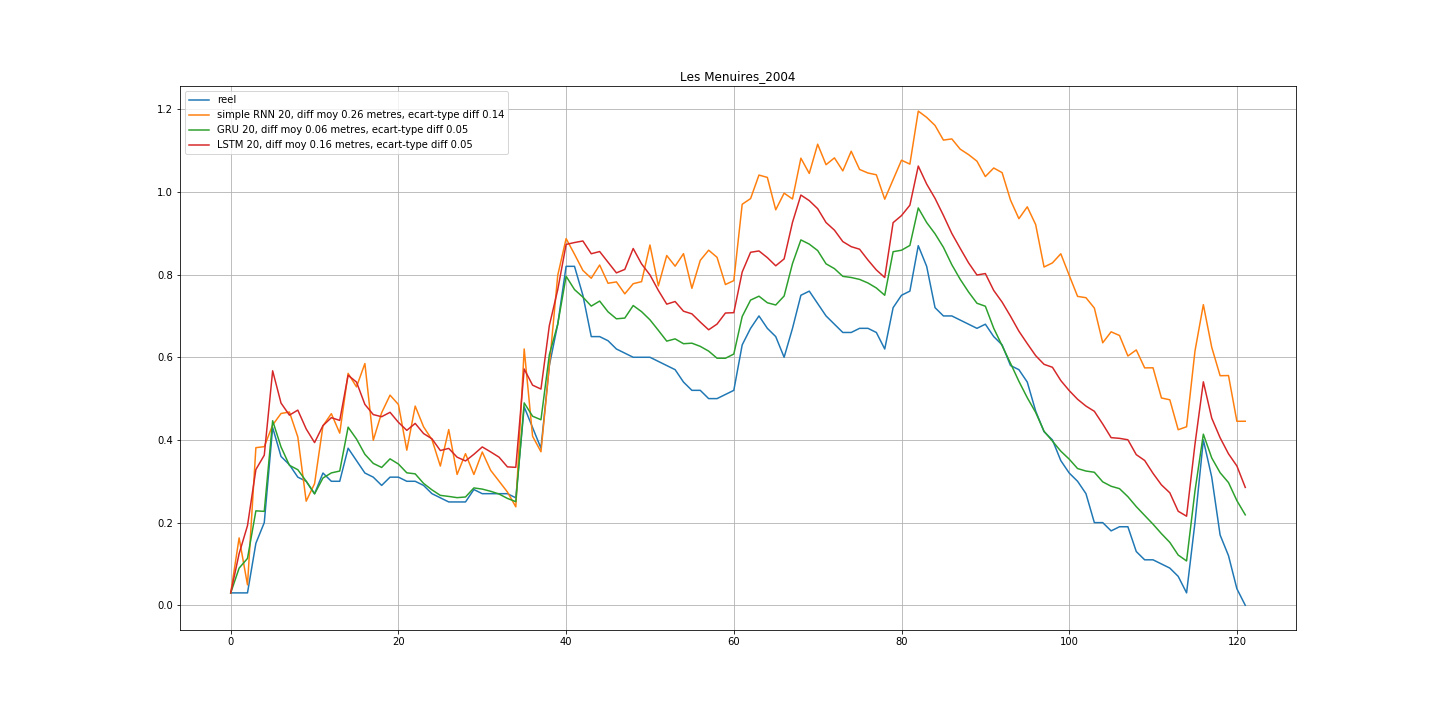 Les Menuires_2004
reel
simple RNN 20, diff moy 0.26 metres, ecart-type diff 0.14
GRU 20, diff moy 0.06 metres, ecart-type diff 0.05
LSTM 20, diff moy 0.16 metres, ecart-type diff 0.05
1.2
1.0
0.8
0.6
0.4
0.2
0.0
0 20 40 60 80 100 120